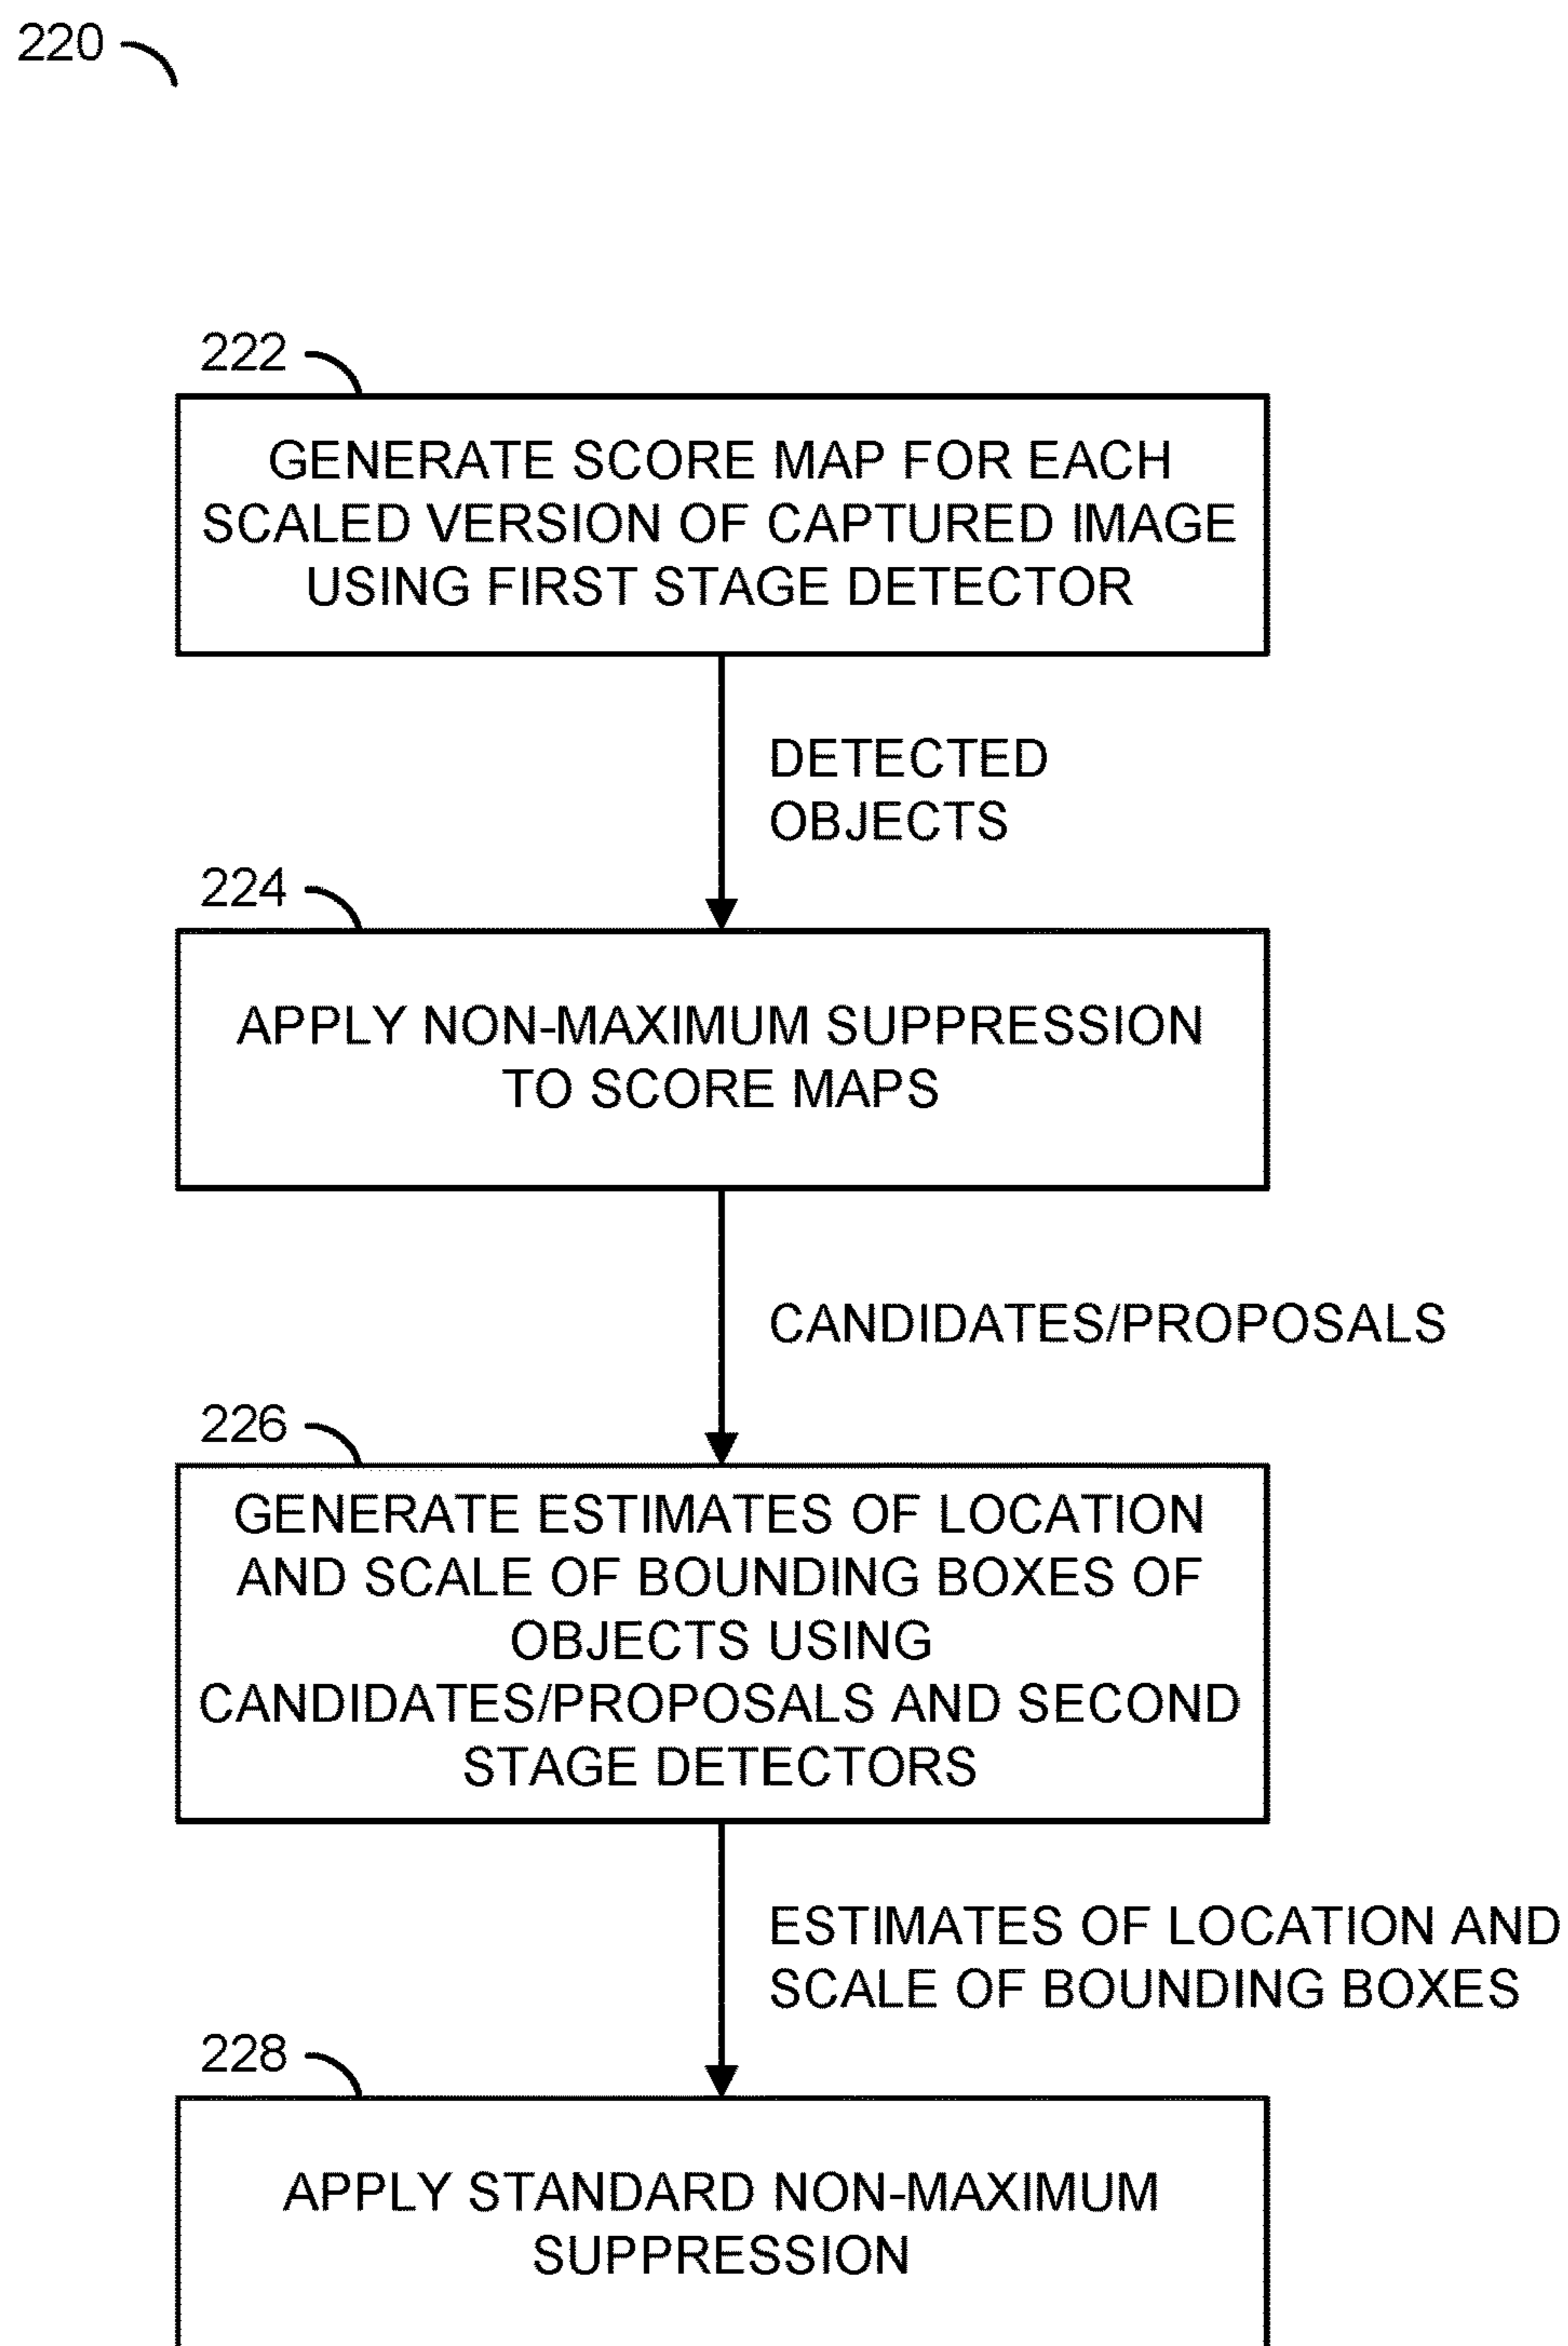 220
222
GENERATE SCORE MAP FOR EACH
SCALED VERSION OF CAPTURED IMAGE
USING FIRST STAGE DETECTOR
DETECTED
OBJECTS
224
APPLY NON-MAXIMUM SUPPRESSION
TO SCORE MAPS
CANDIDATES/PROPOSALS
226
GENERATE ESTIMATES OF LOCATION
AND SCALE OF BOUNDING BOXES OF
OBJECTS USING
CANDIDATES/PROPOSALS AND SECOND
STAGE DETECTORS
ESTIMATES OF LOCATION AND
SCALE OF BOUNDING BOXES
228
APPLY STANDARD NON-MAXIMUM
SUPPRESSION